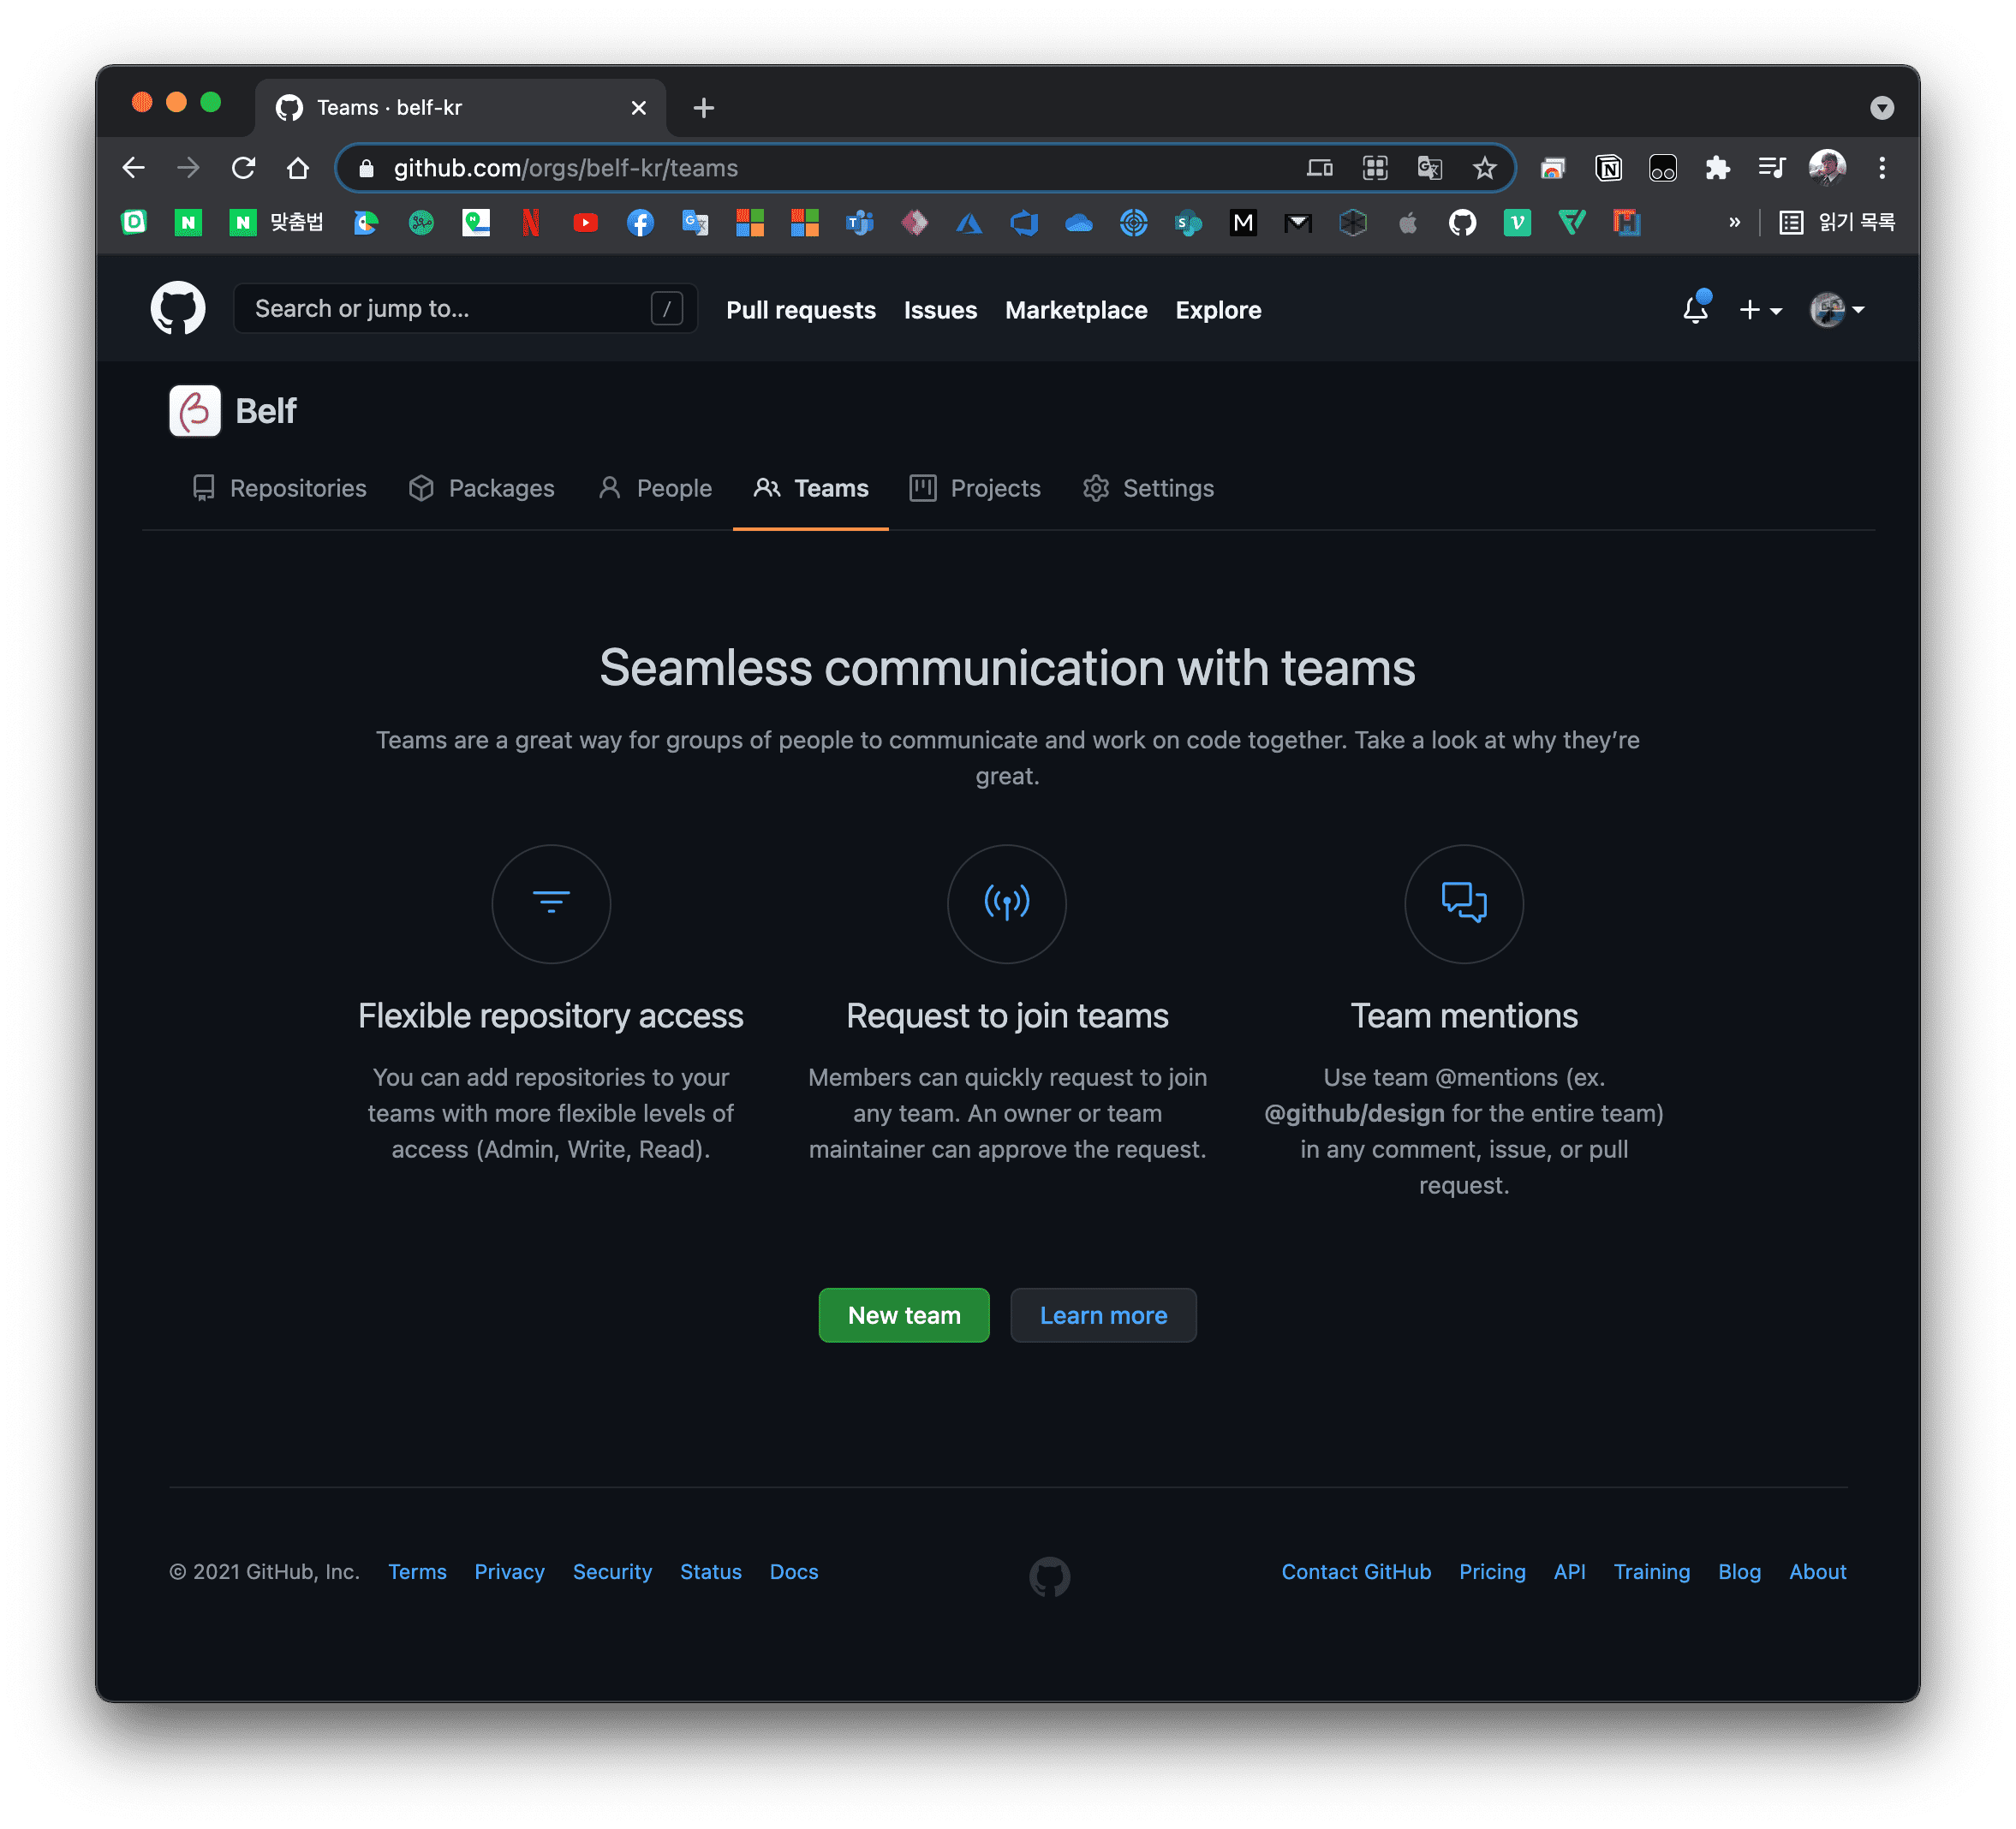 Teams · belf-kr
github.com/orgs/belf-kr/teams
맞춤법
읽기 목록
Search or jump to... /
Pull requests Issues Marketplace Explore
Belf
Repositories Packages People Teams Projects Settings
Seamless communication with teams
Teams are a great way for groups of people to communicate and work on code together. Take a look at why they’re
great.
Flexible repository access
You can add repositories to your
teams with more flexible levels of
access (Admin, Write, Read).
Request to join teams
Members can quickly request to join
any team. An owner or team
maintainer can approve the request.
Team mentions
Use team @mentions (ex.
@github/design for the entire team)
in any comment, issue, or pull
request.
New team Learn more
© 2021 GitHub, Inc. Terms Privacy Security Status Docs
Contact GitHub Pricing API Training Blog About